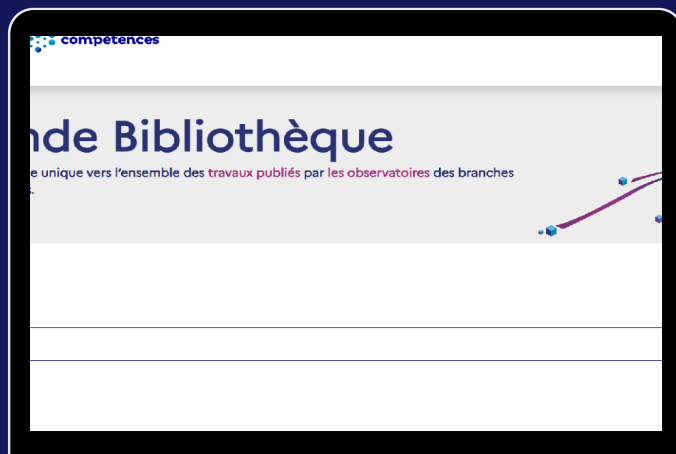 compétences
nde Bibliothèque
e unique vers l'ensemble des travaux publiés par les observatoires des branches
s.